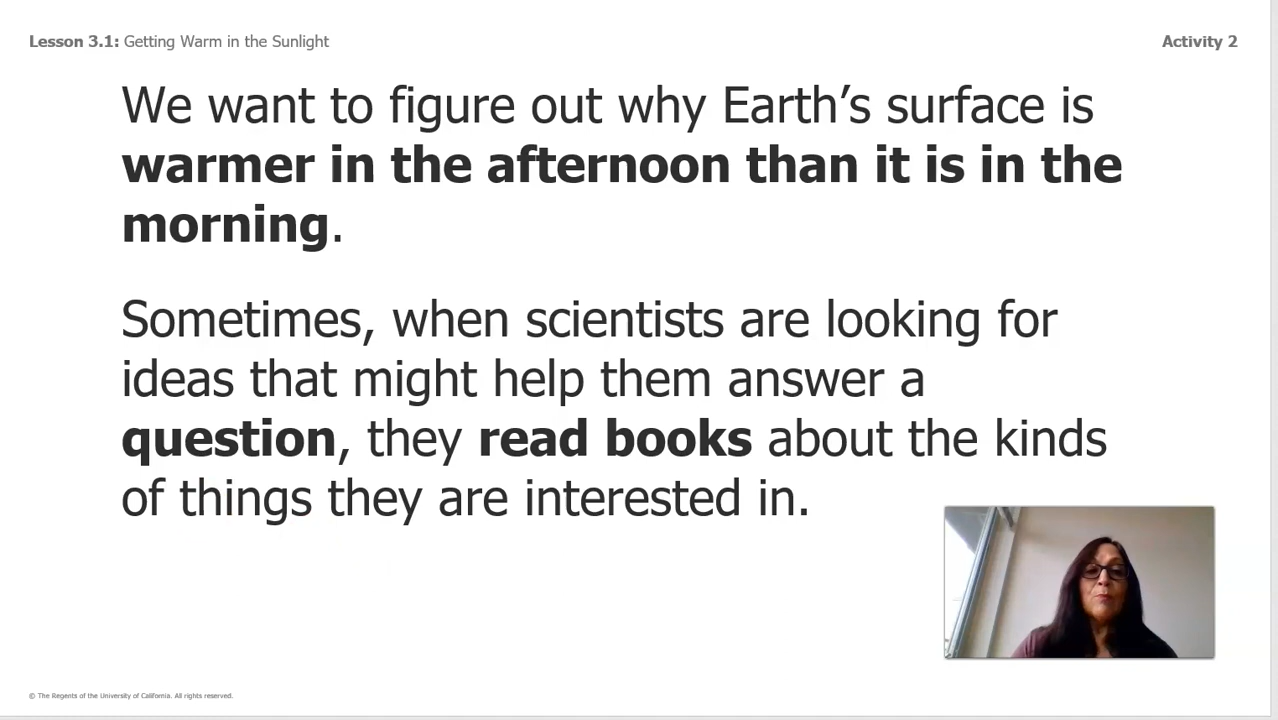 Lesson 3.1: Getting Warm in the Sunlight
Activity 2
We want to figure out why Earth’s surface is
warmer in the afternoon than it is in the
morning.
Sometimes, when scientists are looking for
ideas that might help them answer a
question, they read books about the kinds
of things they are interested in.
© The Regents of the University of California. All rights reserved.